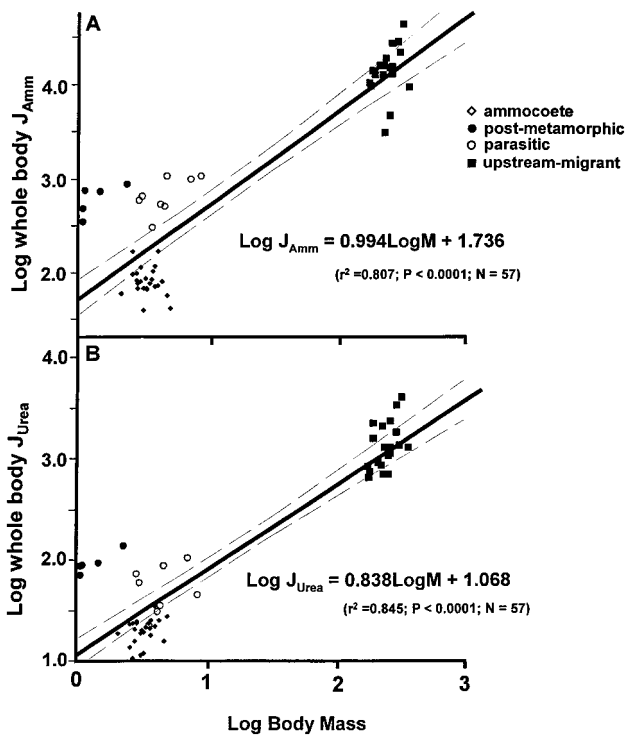 A
Log whole body J_Amm
4.0
3.0
2.0
ammocoete
post-metamorphic
parasitic
upstream-migrant
Log J_Amm = 0.994LogM + 1.736
(r² =0.807; P < 0.0001; N = 57)
B
Log whole body J_Urea
4.0
3.0
2.0
1.0
Log J_Urea = 0.838LogM + 1.068
(r² =0.845; P < 0.0001; N = 57)
0 1 2 3
Log Body Mass